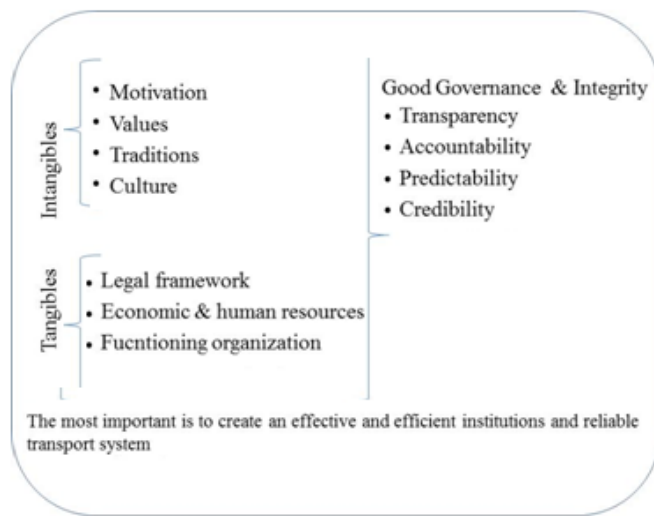 Intangibles
• Motivation
• Values
• Traditions
• Culture
Tangibles
• Legal framework
• Economic & human resources
• Fucntioning organization
Good Governance & Integrity
• Transparency
• Accountability
• Predictability
• Credibility
The most important is to create an effective and efficient institutions and reliable
transport system